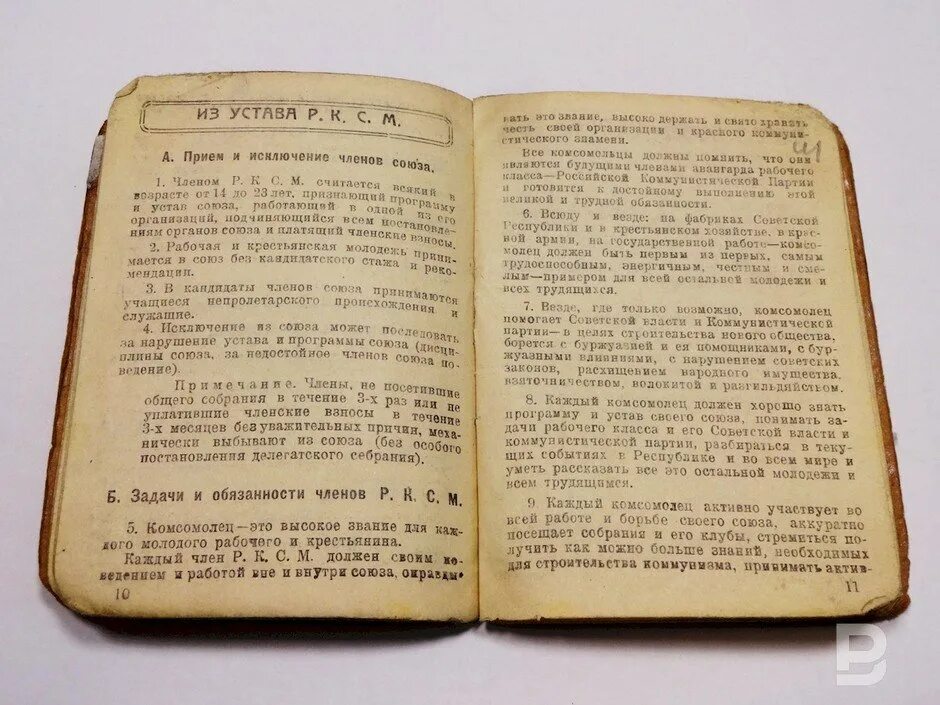 ИЗ УСТАВА Р. К. С. М.
А. Прием и исключение членов союза.
1. Членом Р. К. С. М. считается всякий в
возрасте от 14 до 23 лет, признающий программу
и устав союза, работающий в одной из его
организаций, подчиняющийся всем постановле-
ниям органов союза и платящий членские взносы.
2. Рабочая и крестьянская молодежь прини-
мается в союз без кандидатского стажа и реко-
мендации.
3. В кандидаты членов союза принимаются
учащиеся непролетарского происхождения и
служащие.
4. Исключение из союза может последовать
за нарушение устава и программы союза (дисци-
плины союза, за недостойное членов союза по-
ведение).
Примечание. Члены, не посетившие
общего собрания в течение 3-х раз или не
уплатившие членские взносы в течение
3-х месяцев без уважительных причин, меха-
нически выбывают из союза (без особого
постановления делегатского себрания).
Б. Задачи и обязанности членов Р. К. С. М.
5. Комсомолец—это высокое звание для каж-
дого молодого рабочего и крестьянина.
Каждый член Р. К. С. М. должен своим по-
ведением и работой вне и внутри союза, оправды-
10
вать это звание, высоко держать и свято хранить
честь своей организации и красного коммуни-
стического знамени.
Все комсомольцы должны помнить, что они
являются будущими членами авангарда рабочего
класса—Российской Коммунистической Партии
и готовится к достойному выполнению этой
великой и трудной обязанности.
6. Всюду и везде: на фабриках Советской
Республики и в крестьянском хозяйстве, в крас-
ной армии, на государственной работе—комсо-
молец должен быть первым из первых, самым
трудоспособным, энергичным, честным и сме-
лым—примером для всей остальной молодежи и
всех трудящихся.
7. Везде, где только возможно, комсомолец
помогает Советской власти и Коммунистической
партии—в целях строительства нового общества,
борется с буржуазией и ея помощниками, с бур-
жуазными влияниями, с нарушением советских
законов, расхищением народного имущества,
взяточничеством, волокитой и разгильдяйством.
8. Каждый комсомолец должен хорошо знать
программу и устав своего союза, понимать за-
дачи рабочего класса и его Советской власти и
коммунистической партии, разбираться в теку-
щих событиях в Республике и во всем мире и
уметь рассказать все это остальной молодежи и
всем трудящимся.
9. Каждый комсомолец активно участвует во
всей работе и борьбе своего союза, аккуратно
посещает собрания и его клубы, стремиться по-
лучить как можно больше знаний, необходимых
для строительства коммунизма, принимать актив-
11